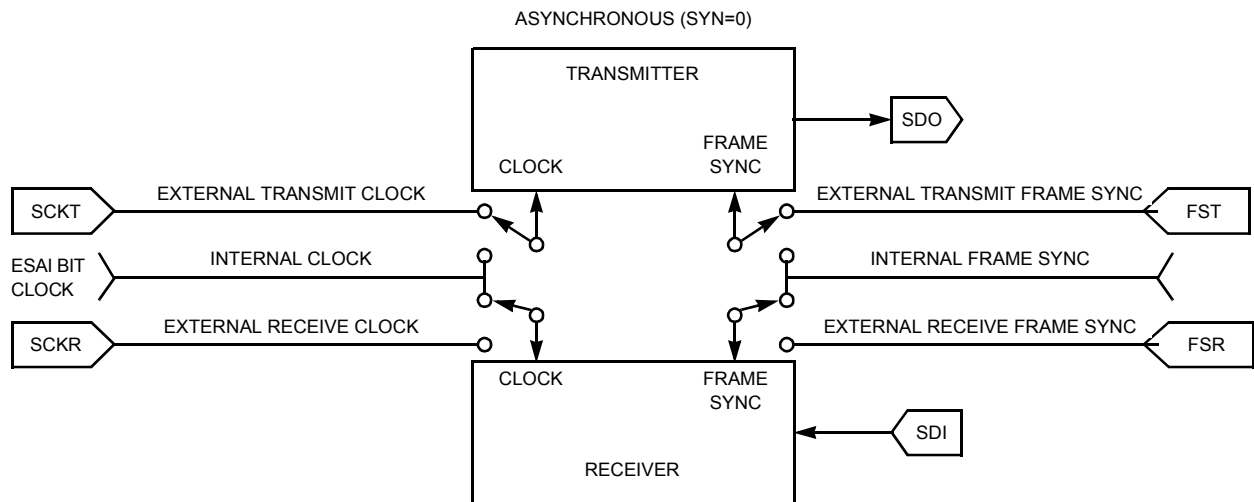 ASYNCHRONOUS (SYN=0)
TRANSMITTER
SDO
FRAME
SYNC
CLOCK
SCKT
EXTERNAL TRANSMIT CLOCK
EXTERNAL TRANSMIT FRAME SYNC
FST
ESAI BIT
CLOCK
INTERNAL CLOCK
INTERNAL FRAME SYNC
SCKR
EXTERNAL RECEIVE CLOCK
EXTERNAL RECEIVE FRAME SYNC
FSR
CLOCK
FRAME
SYNC
SDI
RECEIVER